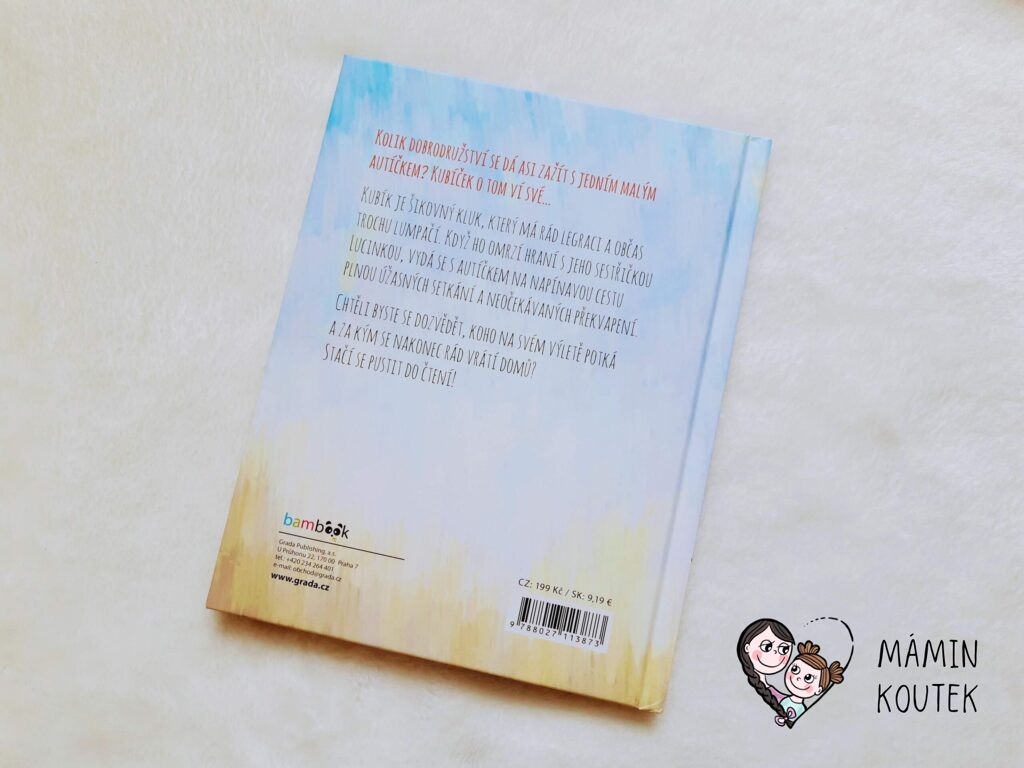 KOLIK DOBRODRUŽSTVÍ SE DÁ ASI ZAŽÍT S JEDNÍM MALÝM
AUTÍČKEM? KUBÍČEK O TOM VÍ SVÉ...
KUBÍK JE ŠIKOVNÝ KLUK, KTERÝ MÁ RÁD LEGRACI A OBČAS
TROCHU LUMPAČÍ. KDYŽ HO OMRZÍ HRANÍ S JEHO SESTŘIČKOU
LUCINKOU, VYDÁ SE S AUTÍČKEM NA NAPÍNAVOU CESTU
PLNOU ÚŽASNÝCH SETKÁNÍ A NEOČEKÁVANÝCH PŘEKVAPENÍ.
CHTĚLI BYSTE SE DOZVĚDĚT, KOHO NA SVÉM VÝLETĚ POTKÁ
A ZA KÝM SE NAKONEC RÁD VRÁTÍ DOMŮ?
STAČÍ SE PUSTIT DO ČTENÍ!
bambook
Grada Publishing, a.s.
U Průhonu 22, 170 00 Praha 7
tel.: +420 234 264 401
e-mail: obchod@grada.cz
www.grada.cz
CZ: 199 Kč / SK: 9,19 €
9 788027 113873
MÁMIN
KOUTEK